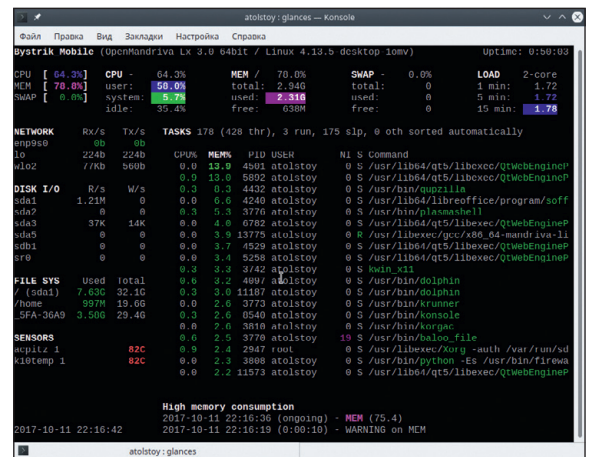 atolstoy : glances — Konsole
Файл Правка Вид Закладки Настройка Справка
Bystrik Mobile (OpenMandriva Lx 3.0 64bit / Linux 4.13.5 desktop 1omv) Uptime: 0:50:03
CPU [ 64.3%] CPU - 64.3% MEM / 78.8% SWAP - 0.0% LOAD 2-core
MEM [ 78.8%] user: 58.0% total: 2.94G total: 0 1 min: 1.72
SWAP [ 0.0%] system: 5.7% used: 2.31G used: 0 5 min: 1.72
idle: 35.4% free: 638M free: 0 15 min: 1.78
NETWORK Rx/s Tx/s TASKS 178 (428 thr), 3 run, 175 slp, 0 oth sorted automatically
enp9s0 0b 0b
lo 224b 224b CPU% MEM% PID USER NI S Command
wlo2 77Kb 560b 0.0 13.9 4501 atolstoy 0 S /usr/lib64/qt5/libexec/QtWebEngineP
0.9 13.0 5892 atolstoy 0 S /usr/lib64/qt5/libexec/QtWebEngineP
DISK I/O R/s W/s 0.3 8.3 4432 atolstoy 0 S /usr/bin/qupzilla
sda1 1.21M 0 0.0 6.6 4240 atolstoy 0 S /usr/lib64/libreoffice/program/soff
sda2 0 0 0.3 5.3 3776 atolstoy 0 S /usr/bin/plasmashell
sda3 37K 14K 0.0 4.0 6782 atolstoy 0 S /usr/lib64/qt5/libexec/QtWebEngineP
sda5 0 0 0.0 3.9 13775 atolstoy 0 R /usr/libexec/gcc/x86_64-mandriva-li
sdb1 0 0 0.0 3.7 4529 atolstoy 0 S /usr/lib64/qt5/libexec/QtWebEngineP
sr0 0 0 0.0 3.4 5258 atolstoy 0 S /usr/lib64/qt5/libexec/QtWebEngineP
0.3 3.3 3742 atolstoy 0 S kwin_x11
FILE SYS Used Total 0.6 3.2 4097 atolstoy 0 S /usr/bin/dolphin
/ (sda1) 7.63G 32.1G 0.3 3.0 11187 atolstoy 0 S /usr/bin/dolphin
/home 997M 19.6G 0.0 2.6 3773 atolstoy 0 S /usr/bin/krunner
_5FA-36A9 3.50G 29.4G 0.3 2.6 atolstoy 0 S /usr/bin/konsole
0.0 2.6 3810 atolstoy 0 S /usr/bin/korgac
SENSORS 0.6 2.5 3770 atolstoy 19 S /usr/bin/baloo_file
acpitz 1 82C 0.9 2.4 2947 root 0 S /usr/libexec/Xorg -auth /var/run/sd
k10temp 1 82C 0.0 2.3 3808 atolstoy 0 S /usr/bin/python -Es /usr/bin/firewa
0.0 2.2 11573 atolstoy 0 S /usr/lib64/qt5/libexec/QtWebEngineP
High memory consumption
2017-10-11 22:16:36 (ongoing) - MEM (75.4)
2017-10-11 22:16:42 2017-10-11 22:16:19 (0:00:10) - WARNING on MEM
atolstoy : glances